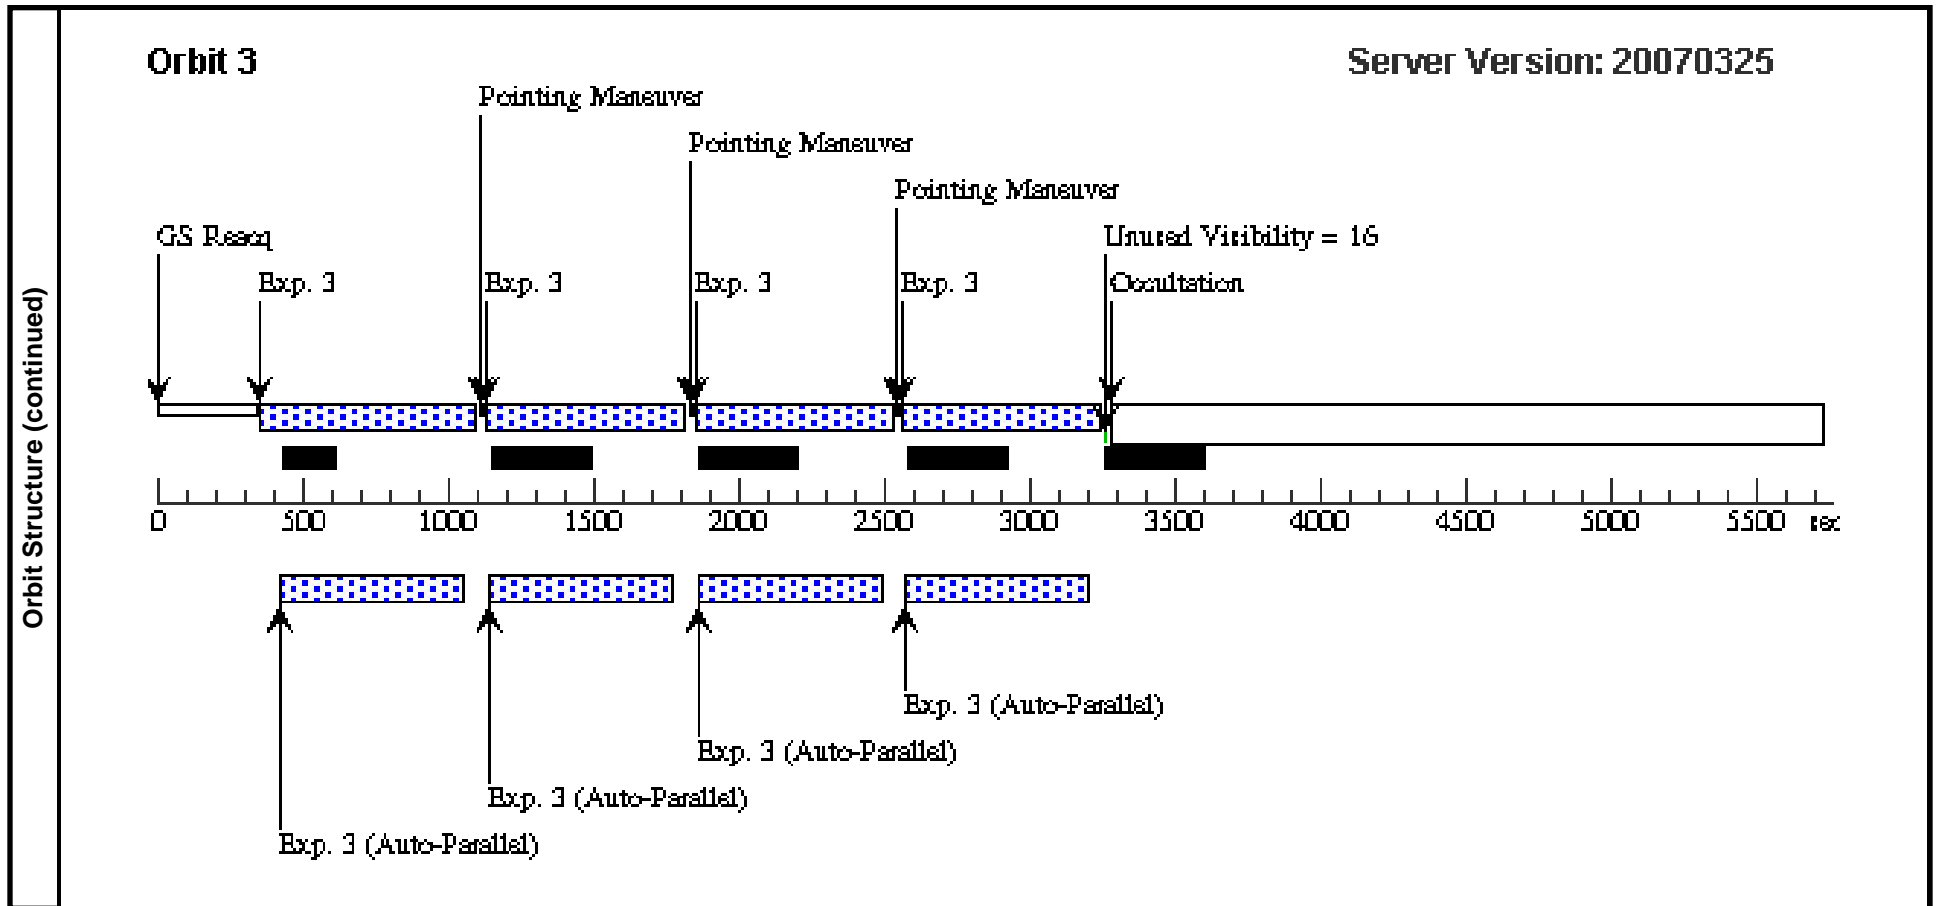 Orbit Structure (continued)
Orbit 3
Server Version: 20070325
Pointing Maneuver
Pointing Maneuver
Pointing Maneuver
GS Reacq
Unused Visibility = 16
Exp. 3
Exp. 3
Exp. 3
Exp. 3
Occultation
0 500 1000 1500 2000 2500 3000 3500 4000 4500 5000 5500 sec
Exp. 3 (Auto-Parallel)
Exp. 3 (Auto-Parallel)
Exp. 3 (Auto-Parallel)
Exp. 3 (Auto-Parallel)